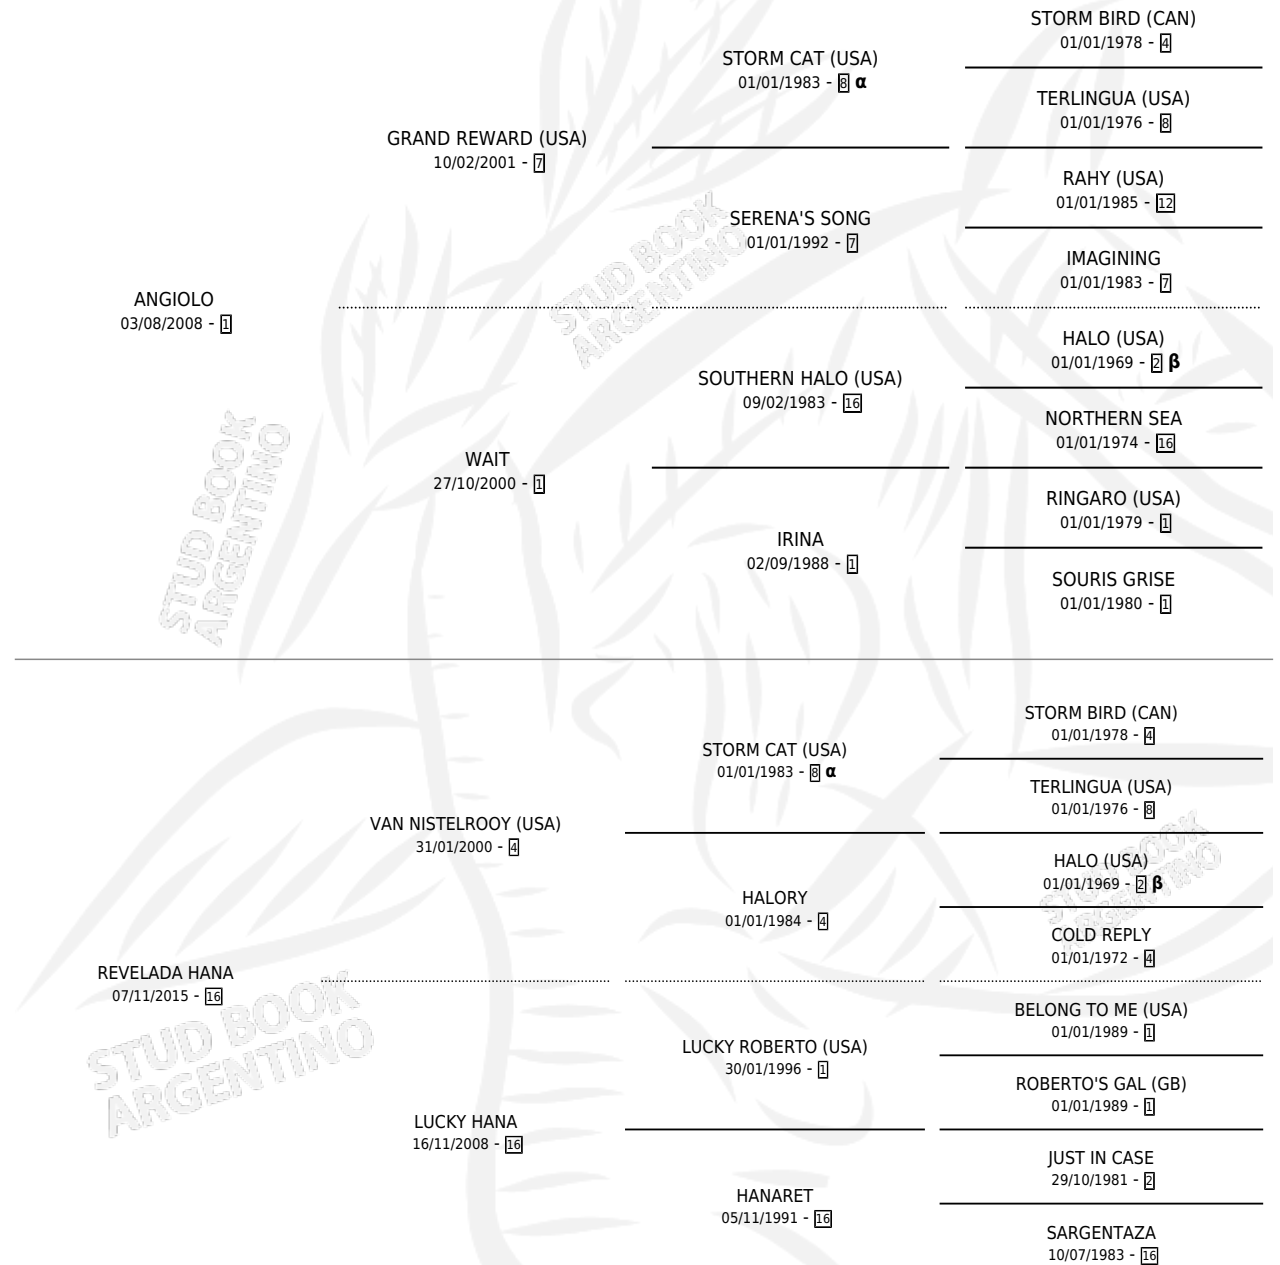 STORM BIRD (CAN)
01/01/1978 - 4
STORM CAT (USA)
01/01/1983 - 8 α
TERLINGUA (USA)
01/01/1976 - 8
GRAND REWARD (USA)
10/02/2001 - 7
RAHY (USA)
01/01/1985 - 12
SERENA'S SONG
01/01/1992 - 7
IMAGINING
01/01/1983 - 7
ANGIOLO
03/08/2008 - 1
HALO (USA)
01/01/1969 - 2 β
SOUTHERN HALO (USA)
09/02/1983 - 16
NORTHERN SEA
01/01/1974 - 16
WAIT
27/10/2000 - 1
RINGARO (USA)
01/01/1979 - 1
IRINA
02/09/1988 - 1
SOURIS GRISE
01/01/1980 - 1
STUD BOOK
ARGENTINO
STUD BOOK
ARGENTINO
STORM BIRD (CAN)
01/01/1978 - 4
STORM CAT (USA)
01/01/1983 - 8 α
TERLINGUA (USA)
01/01/1976 - 8
VAN NISTELROOY (USA)
31/01/2000 - 4
HALO (USA)
01/01/1969 - 2 β
HALORY
01/01/1984 - 4
COLD REPLY
01/01/1972 - 4
REVELADA HANA
07/11/2015 - 16
BELONG TO ME (USA)
01/01/1989 - 1
LUCKY ROBERTO (USA)
30/01/1996 - 1
ROBERTO'S GAL (GB)
01/01/1989 - 1
LUCKY HANA
16/11/2008 - 16
JUST IN CASE
29/10/1981 - 2
HANARET
05/11/1991 - 16
SARGENTAZA
10/07/1983 - 16
STUD BOOK
ARGENTINO
STUD BOOK
ARGENTINO